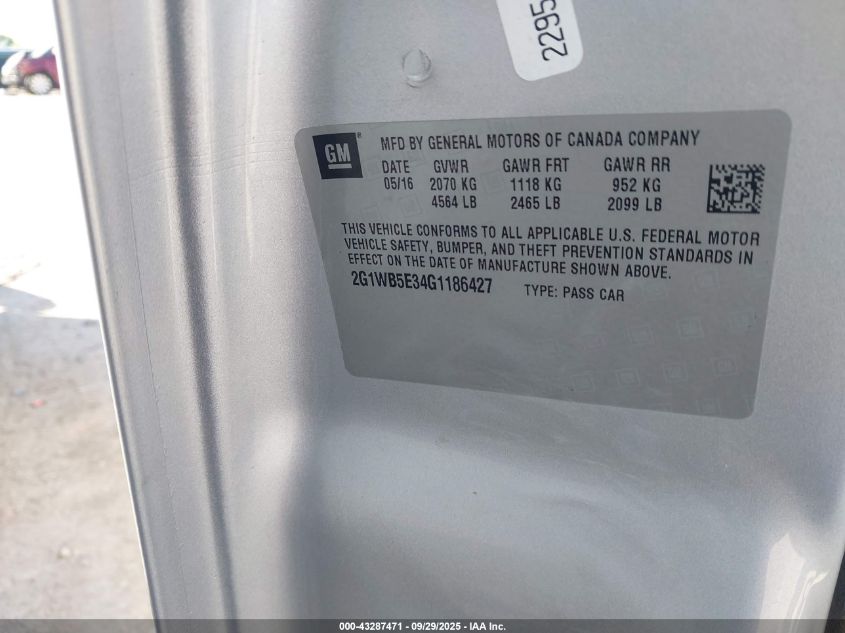 2295
GM
MFD BY GENERAL MOTORS OF CANADA COMPANY
DATE GVWR GAWR FRT GAWR RR
05/16 2070 KG 1118 KG 952 KG
4564 LB 2465 LB 2099 LB
THIS VEHICLE CONFORMS TO ALL APPLICABLE U.S. FEDERAL MOTOR
VEHICLE SAFETY, BUMPER, AND THEFT PREVENTION STANDARDS IN
EFFECT ON THE DATE OF MANUFACTURE SHOWN ABOVE.
2G1WB5E34G1186427 TYPE: PASS CAR
000-43287471 - 09/29/2025 - IAA Inc.